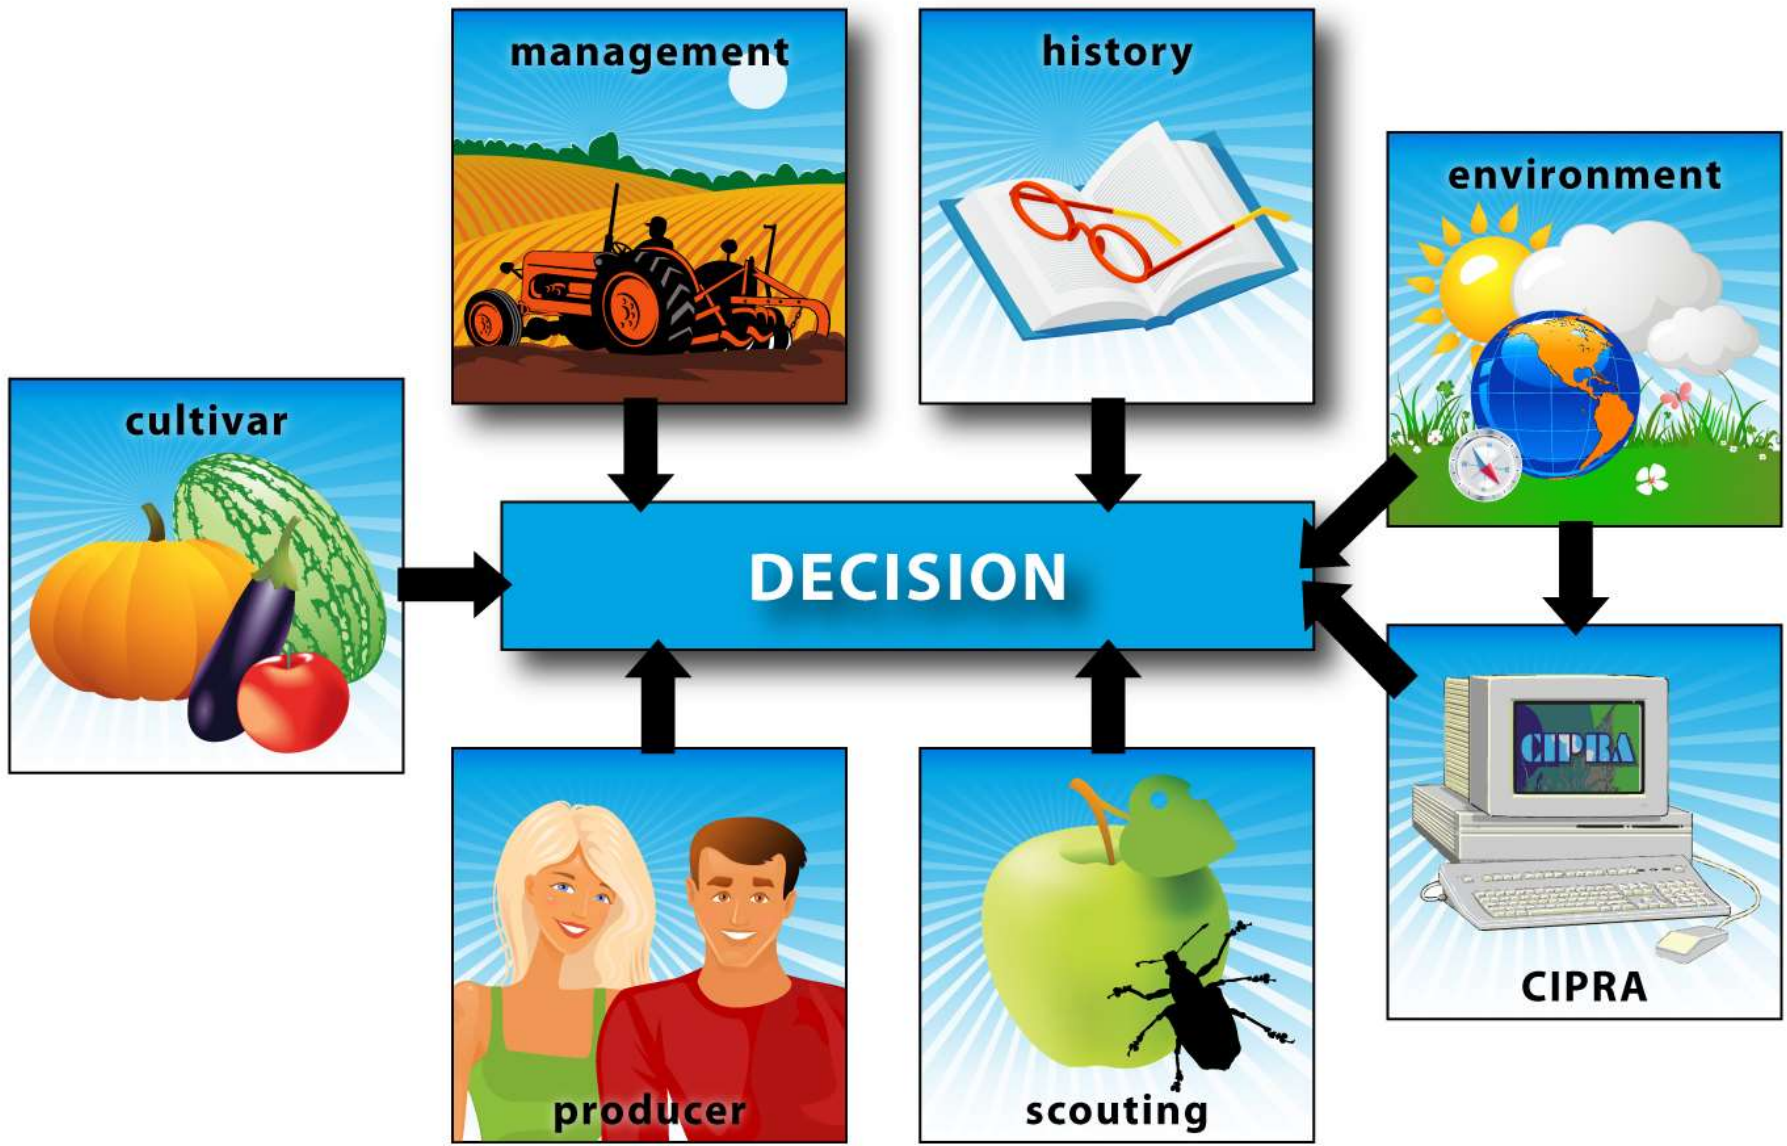 management
history
environment
cultivar
DECISION
CIPRA
CIPRA
producer
scouting